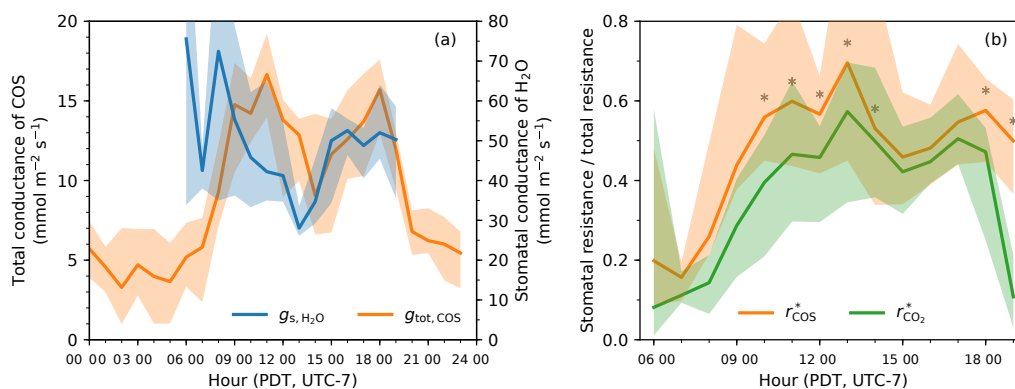 (a)
Total conductance of COS
(mmol m⁻² s⁻¹)
20
15
10
5
0
80
70
60
50
40
30
20
10
0
Stomatal conductance of H₂O
(mmol m⁻² s⁻¹)
gs,H₂O
gtot,COS
00 00 03 00 06 00 09 00 12 00 15 00 18 00 21 00 24 00
Hour (PDT, UTC-7)
(b)
Stomatal resistance / total resistance
0.8
0.6
0.4
0.2
0.0
* * * * * * *
r*COS
r*CO₂
06 00 09 00 12 00 15 00 18 00
Hour (PDT, UTC-7)